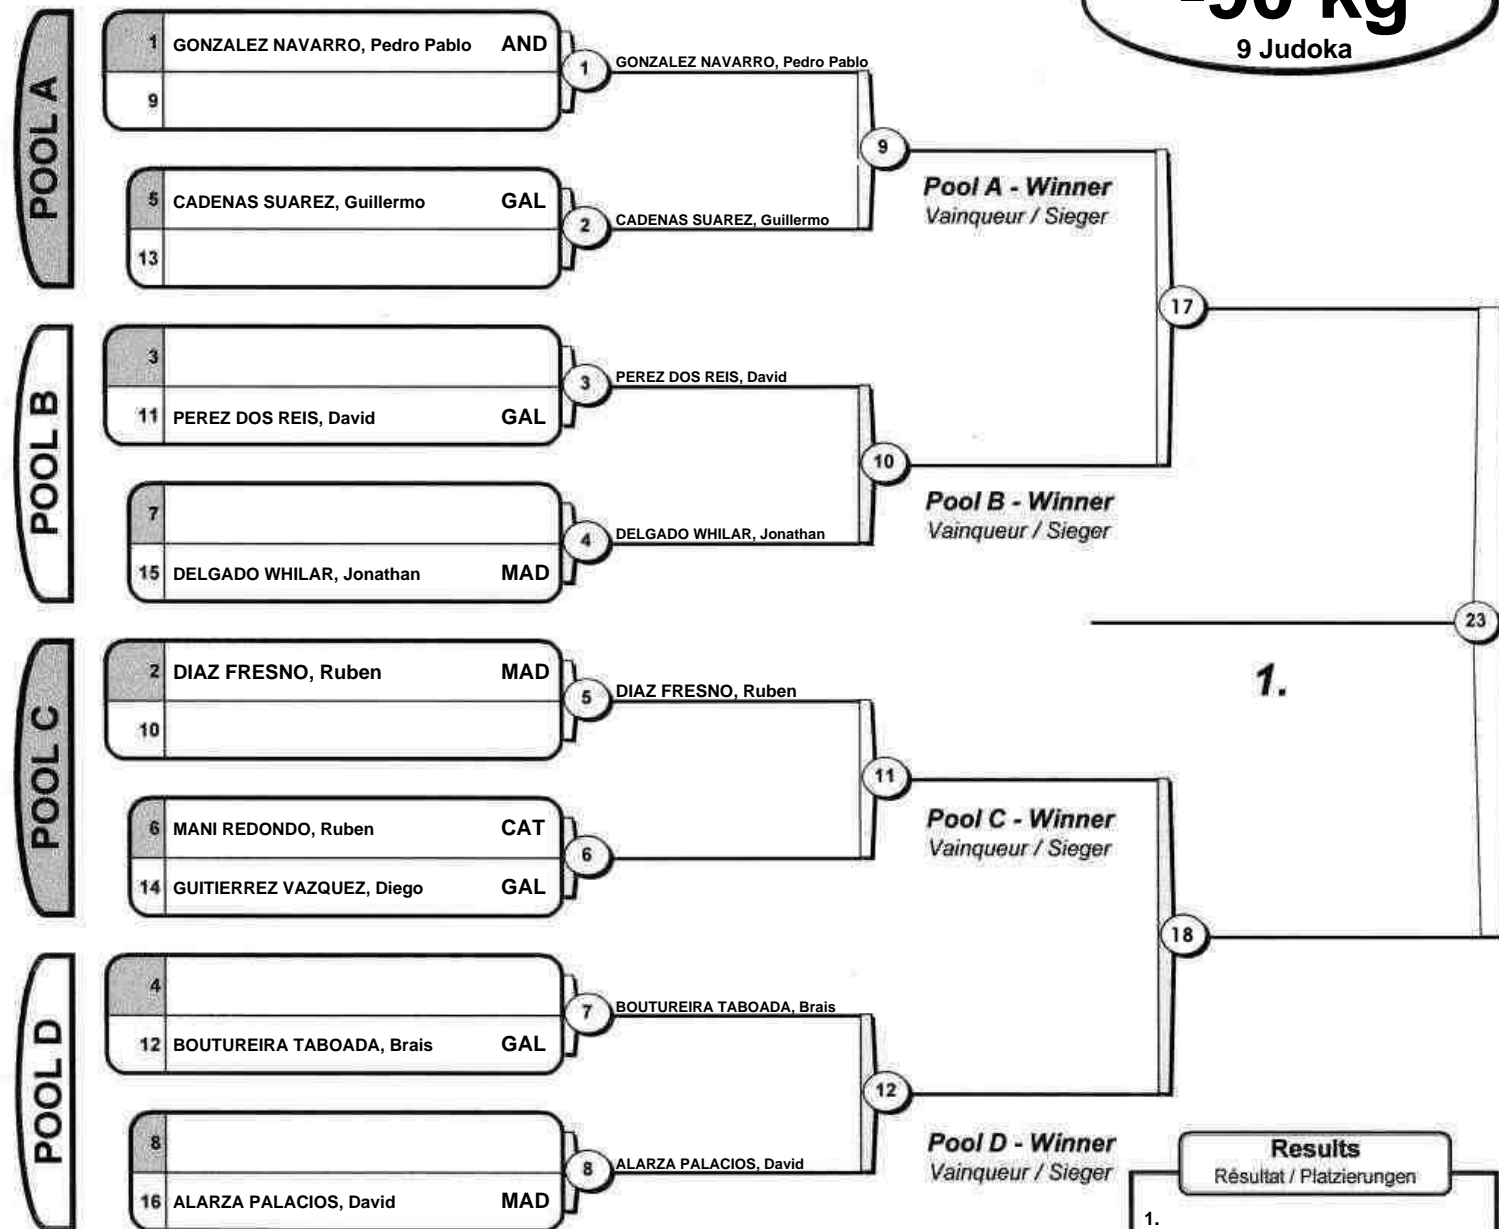 -90 kg
9 Judoka
POOL A
1 GONZALEZ NAVARRO, Pedro Pablo AND
9
1
GONZALEZ NAVARRO, Pedro Pablo
5 CADENAS SUAREZ, Guillermo GAL
13
2
CADENAS SUAREZ, Guillermo
9
Pool A - Winner
Vainqueur / Sieger
17
POOL B
3
11 PEREZ DOS REIS, David GAL
3
PEREZ DOS REIS, David
7
15 DELGADO WHILAR, Jonathan MAD
4
DELGADO WHILAR, Jonathan
10
Pool B - Winner
Vainqueur / Sieger
23
1.
POOL C
2 DIAZ FRESNO, Ruben MAD
10
5
DIAZ FRESNO, Ruben
6 MANI REDONDO, Ruben CAT
14 GUITIERREZ VAZQUEZ, Diego GAL
6
11
Pool C - Winner
Vainqueur / Sieger
18
POOL D
4
12 BOUTUREIRA TABOADA, Brais GAL
7
BOUTUREIRA TABOADA, Brais
8
16 ALARZA PALACIOS, David MAD
8
ALARZA PALACIOS, David
12
Pool D - Winner
Vainqueur / Sieger
Results
Résultat / Platzierungen
1.